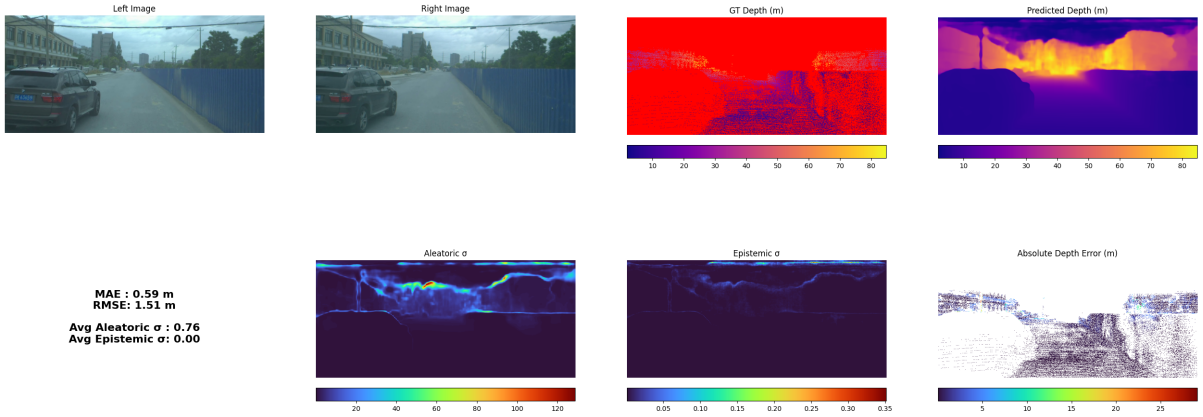 Left Image
Right Image
GT Depth (m)
Predicted Depth (m)
10 20 30 40 50 60 70 80
10 20 30 40 50 60 70 80
MAE : 0.59 m
RMSE: 1.51 m
Avg Aleatoric σ : 0.76
Avg Epistemic σ: 0.00
Aleatoric σ
Epistemic σ
Absolute Depth Error (m)
20 40 60 80 100 120
0.05 0.10 0.15 0.20 0.25 0.30 0.35
5 10 15 20 25